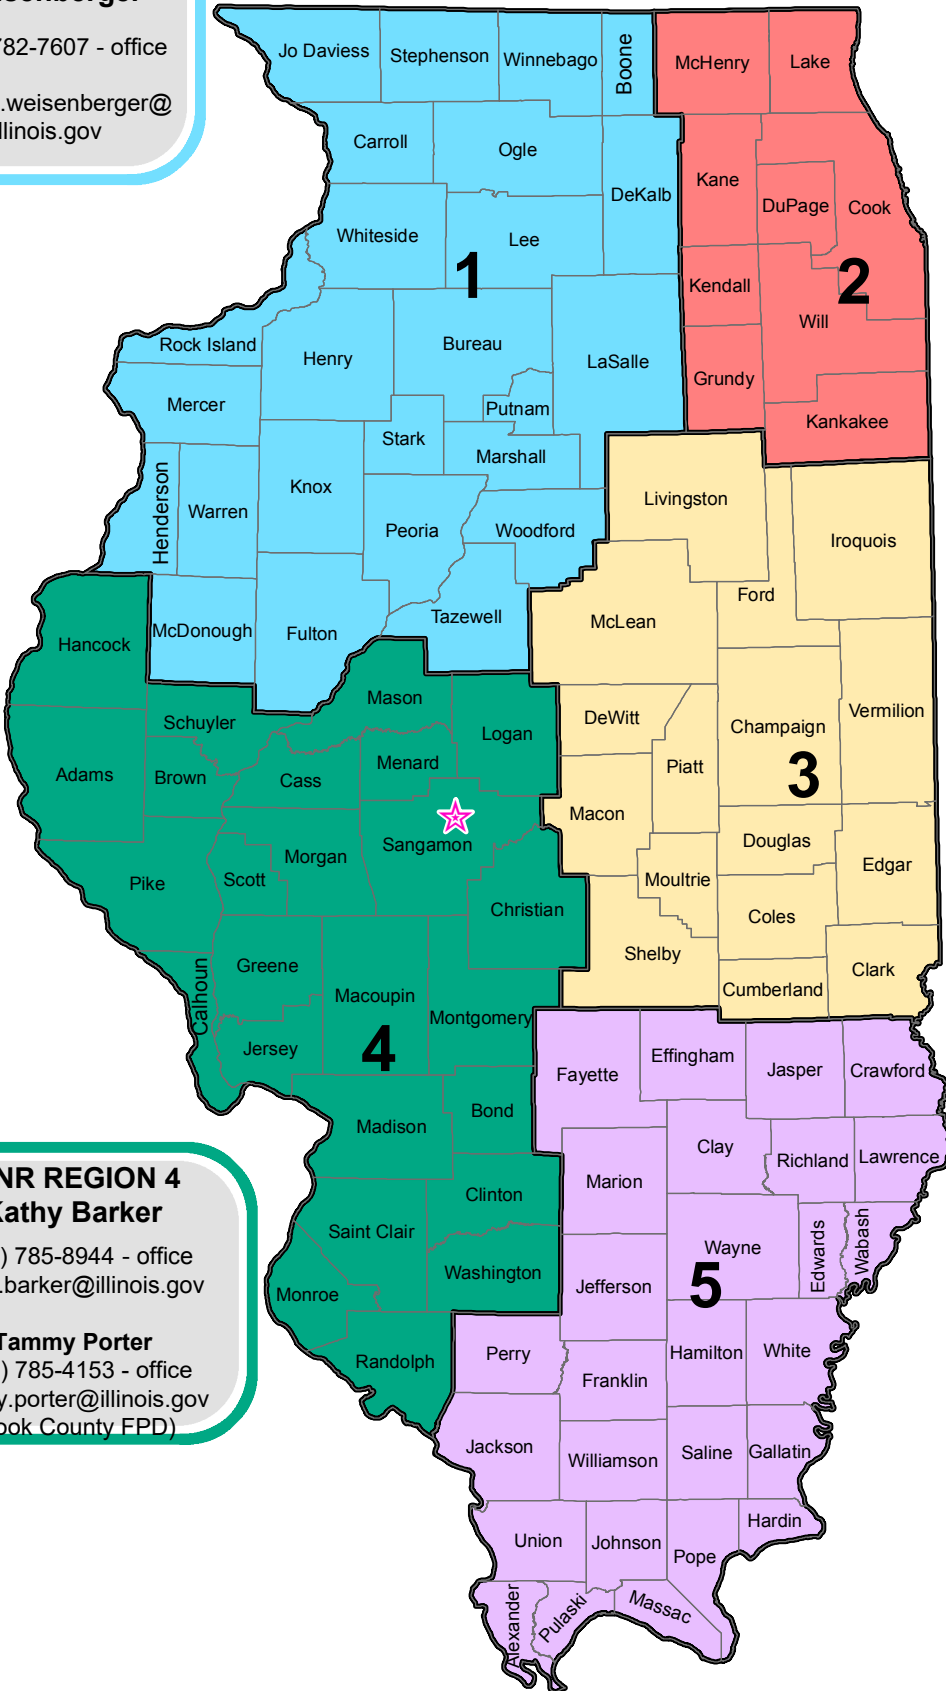 782-7607 - office
.weisenberger@
llinois.gov
Jo Daviess
Stephenson
Winnebago
Boone
McHenry
Lake
Carroll
Ogle
DeKalb
Kane
DuPage
Cook
Whiteside
Lee
1
2
Kendall
Will
Rock Island
Henry
Bureau
LaSalle
Grundy
Mercer
Putnam
Kankakee
Stark
Marshall
Henderson
Warren
Knox
Peoria
Woodford
Livingston
Iroquois
Ford
McDonough
Fulton
Tazewell
McLean
Hancock
Mason
Schuyler
Logan
DeWitt
Champaign
Vermilion
Adams
Brown
Cass
Menard
Piatt
3
Macon
Sangamon
Douglas
Pike
Scott
Morgan
Moultrie
Edgar
Christian
Coles
Shelby
Calhoun
Greene
Macoupin
Montgomery
Cumberland
Clark
Jersey
4
Fayette
Effingham
Jasper
Crawford
Madison
Bond
Clay
Richland
Lawrence
Marion
Clinton
Saint Clair
Wayne
Edwards
Wabash
Washington
Jefferson
5
Monroe
Randolph
Perry
Franklin
Hamilton
White
Jackson
Williamson
Saline
Gallatin
Union
Johnson
Pope
Hardin
Alexander
Pulaski
Massac
NR REGION 4
Kathy Barker
) 785-8944 - office
.barker@illinois.gov
Tammy Porter
) 785-4153 - office
y.porter@illinois.gov
ook County FPD)